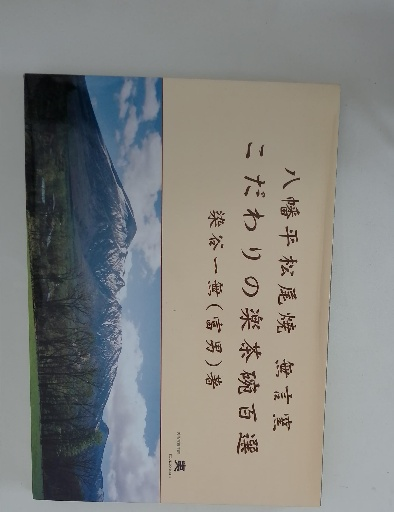 八幡平松尾焼 無言窯
こだわりの楽茶碗百選
染谷一無(富男)著